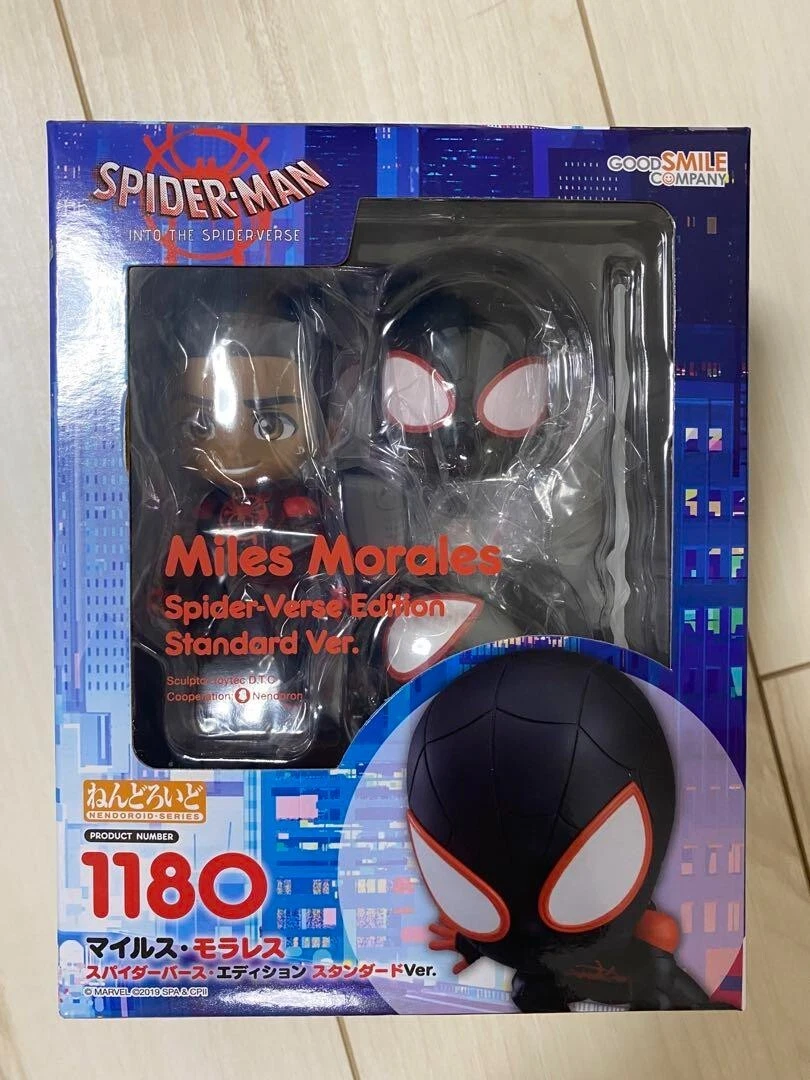 SPIDER-MAN
INTO THE SPIDER-VERSE
GOOD SMILE
COMPANY
Miles Morales
Spider-Verse Edition
Standard Ver.
Sculptor:Toytec D.T.C
Cooperation: Nendoron
ねんどろいど
NENDOROID-SERIES
PRODUCT NUMBER
1180
マイルス・モラレス
スパイダーバース・エディション スタンダードVer.
© MARVEL ©2019 SPA & CPII